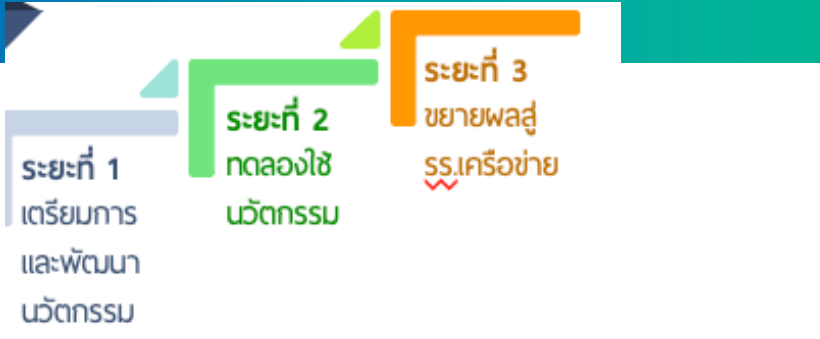 ระยะที่ 1
เตรียมการ
และพัฒนา
นวัตกรรม
ระยะที่ 2
ทดลองใช้
นวัตกรรม
ระยะที่ 3
ขยายผลสู่
รร.เครือข่าย